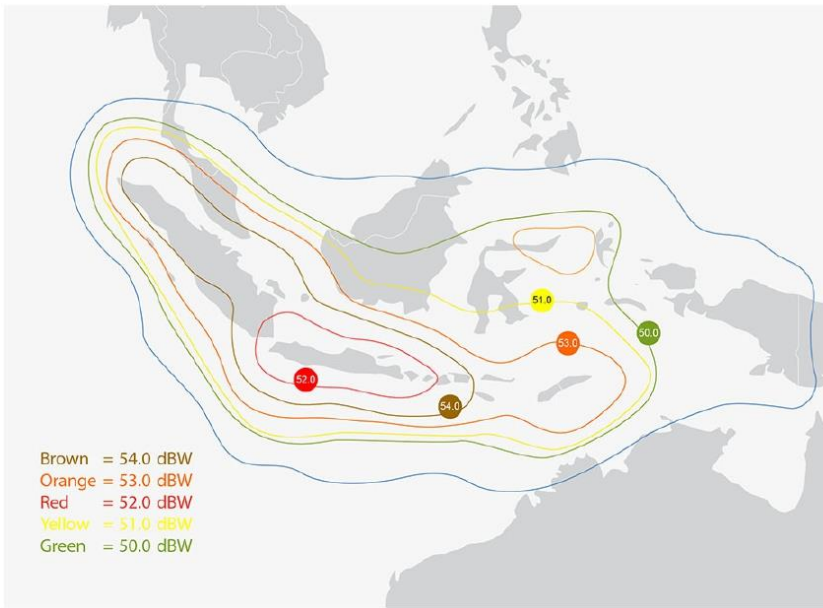 51.0
50.0
53.0
52.0
54.0
Brown = 54.0 dBW
Orange = 53.0 dBW
Red = 52.0 dBW
Yellow = 51.0 dBW
Green = 50.0 dBW